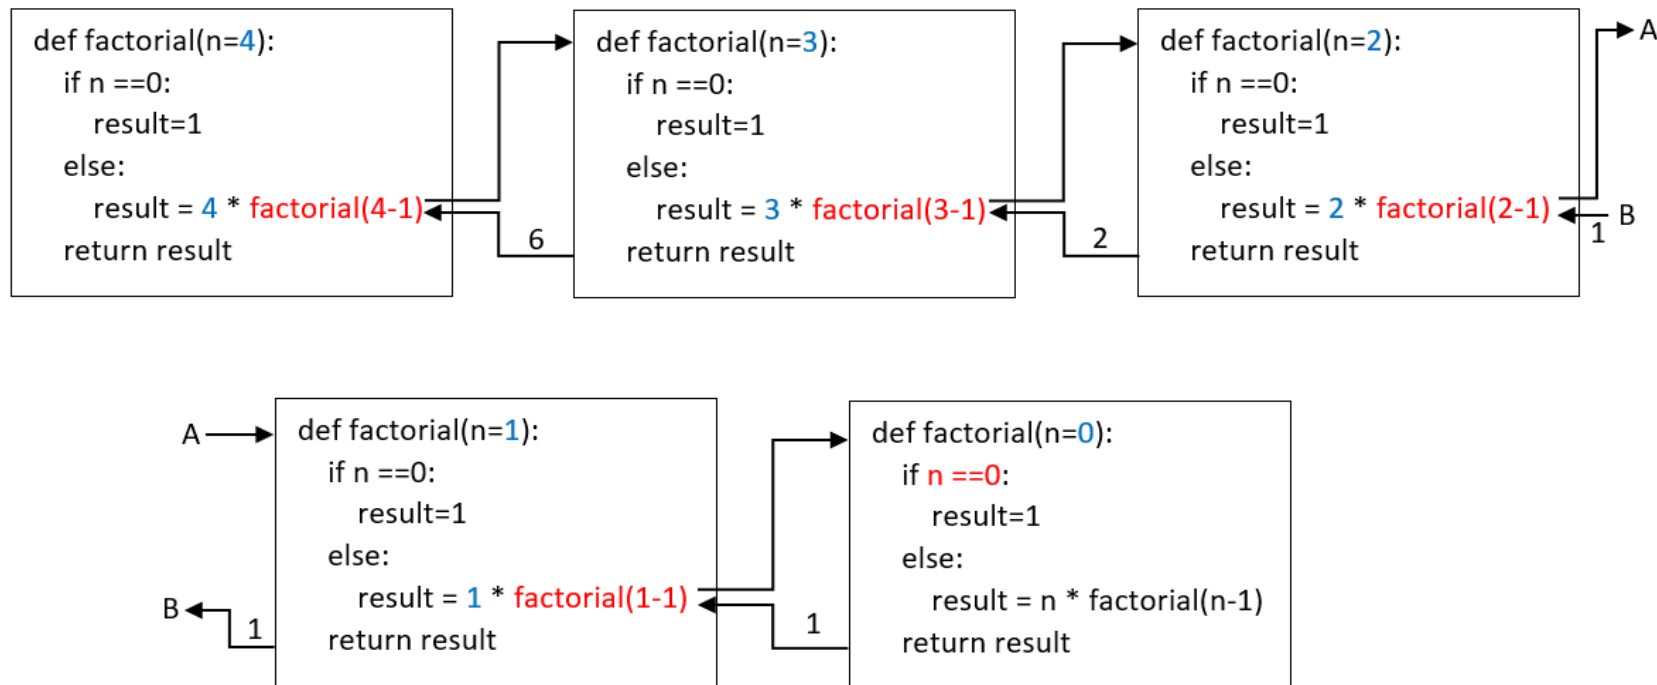 def factorial(n=4):
if n ==0:
result=1
else:
result = 4 * factorial(4-1)
return result
6
def factorial(n=3):
if n ==0:
result=1
else:
result = 3 * factorial(3-1)
return result
2
def factorial(n=2):
if n ==0:
result=1
else:
result = 2 * factorial(2-1)
return result
A
B
1
A
B
1
def factorial(n=1):
if n ==0:
result=1
else:
result = 1 * factorial(1-1)
return result
1
def factorial(n=0):
if n ==0:
result=1
else:
result = n * factorial(n-1)
return result